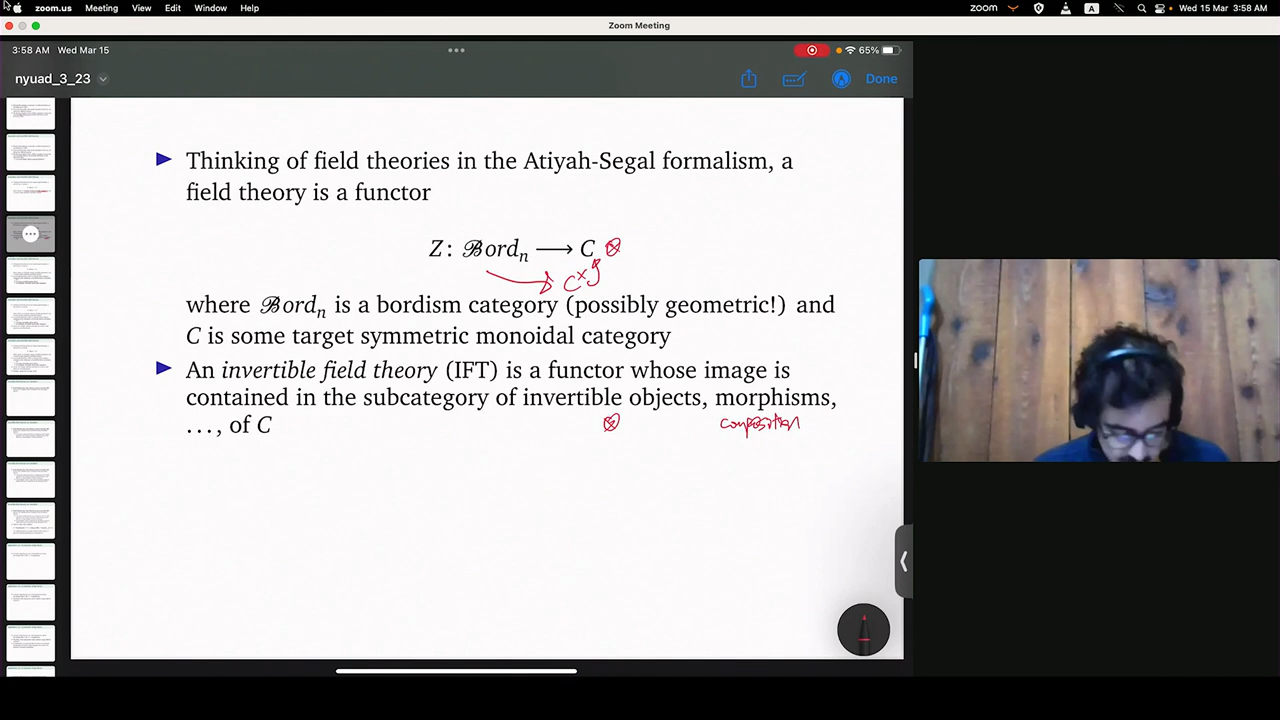 zoom.us Meeting View Edit Window Help
zoom A Wed 15 Mar 3:58 AM
Zoom Meeting
3:58 AM Wed Mar 15
65%
nyuad_3_23
Done
▶ Thinking of field theories in the Atiyah-Segal formalism, a
field theory is a functor
Z: ℬord_n ⟶ C ⊗
C^×
where ℬord_n is a bordism category (possibly geometric!) and
C is some target symmetric monoidal category
▶ An invertible field theory (IFT) is a functor whose image is
contained in the subcategory of invertible objects, morphisms,
…, of C
⊗ composition